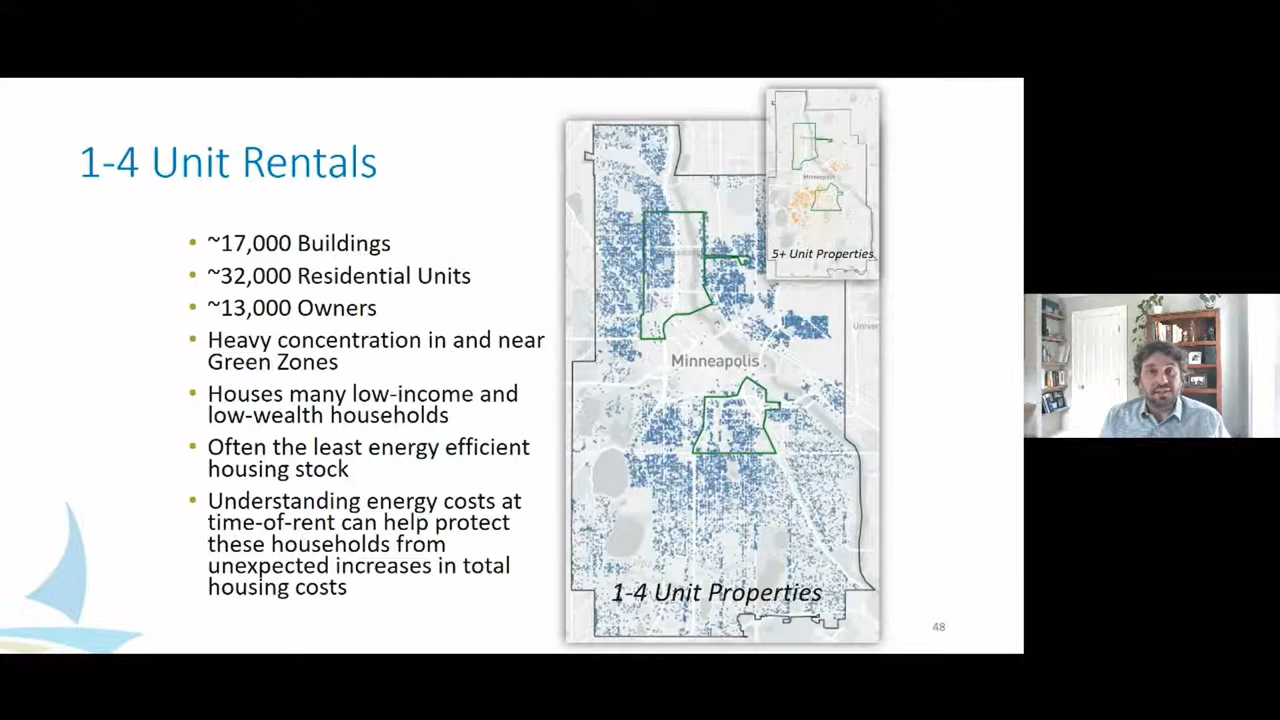 1-4 Unit Rentals
• ~17,000 Buildings
• ~32,000 Residential Units
• ~13,000 Owners
• Heavy concentration in and near
Green Zones
• Houses many low-income and
low-wealth households
• Often the least energy efficient
housing stock
• Understanding energy costs at
time-of-rent can help protect
these households from
unexpected increases in total
housing costs
Minneapolis
5+ Unit Properties
Univer
Minneapolis
1-4 Unit Properties
48